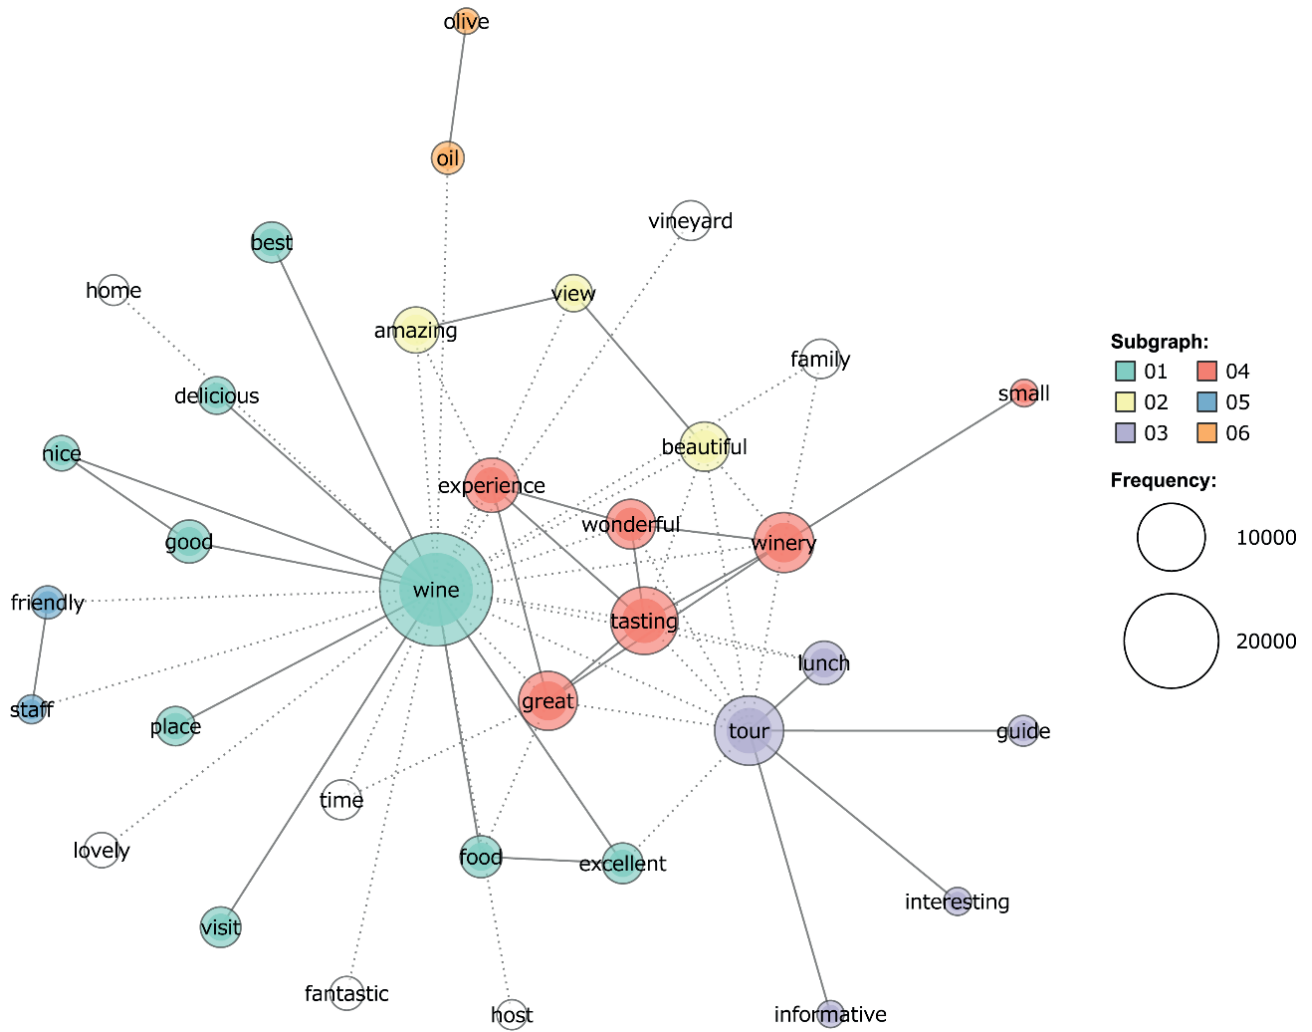 olive
oil
vineyard
best
home
view
amazing
family
delicious
small
beautiful
nice
experience
wonderful
good
winery
wine
friendly
tasting
lunch
staff
great
place
tour
guide
time
lovely
food
excellent
interesting
visit
fantastic
host
informative
Subgraph:
01 04
02 05
03 06
Frequency:
10000
20000